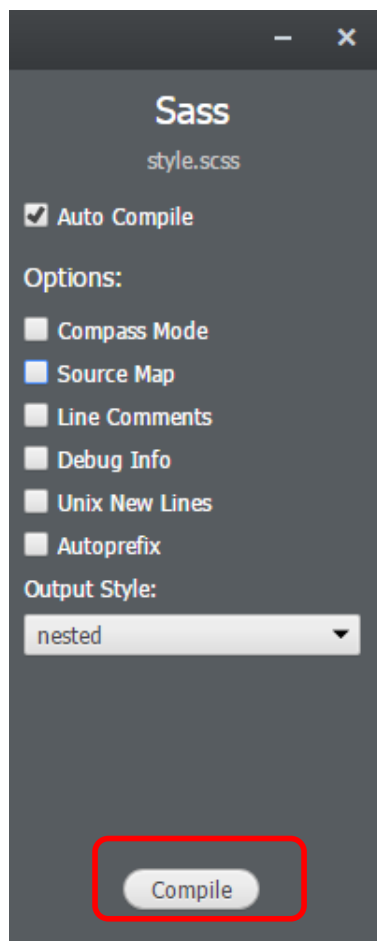 Sass
style.scss
Auto Compile
Options:
Compass Mode
Source Map
Line Comments
Debug Info
Unix New Lines
Autoprefix
Output Style:
nested
Compile